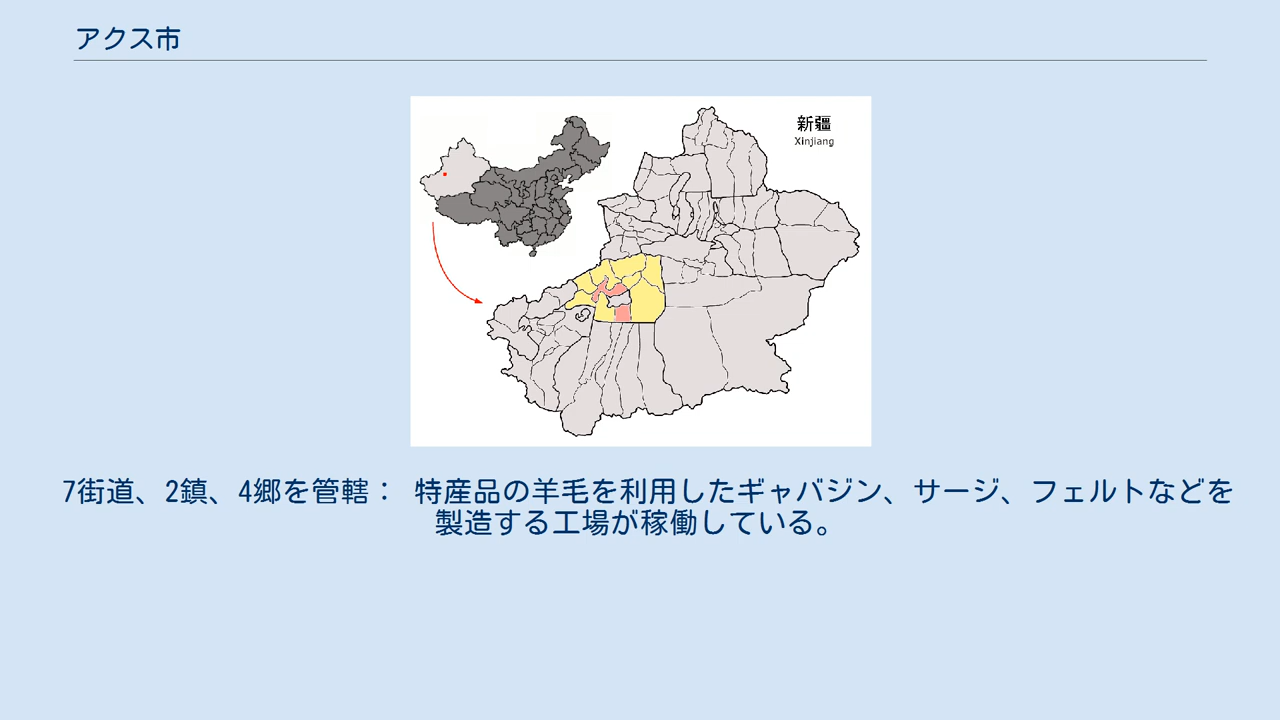 アクス市
新疆
Xinjiang
7街道、2鎮、4郷を管轄： 特産品の羊毛を利用したギャバジン、サージ、フェルトなどを
製造する工場が稼働している。